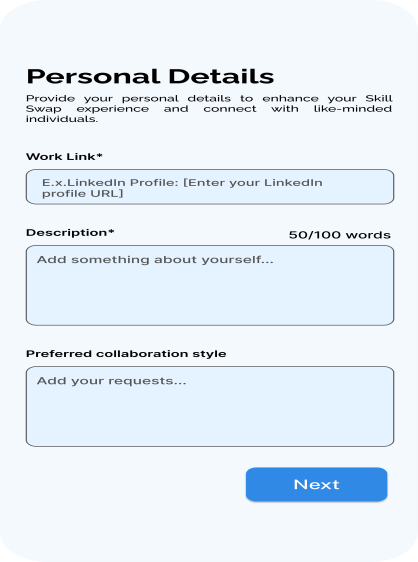 Personal Details
Provide your personal details to enhance your Skill
Swap experience and connect with like-minded
individuals.
Work Link*
E.x.LinkedIn Profile: [Enter your LinkedIn
profile URL]
Description*
50/100 words
Add something about yourself...
Preferred collaboration style
Add your requests...
Next